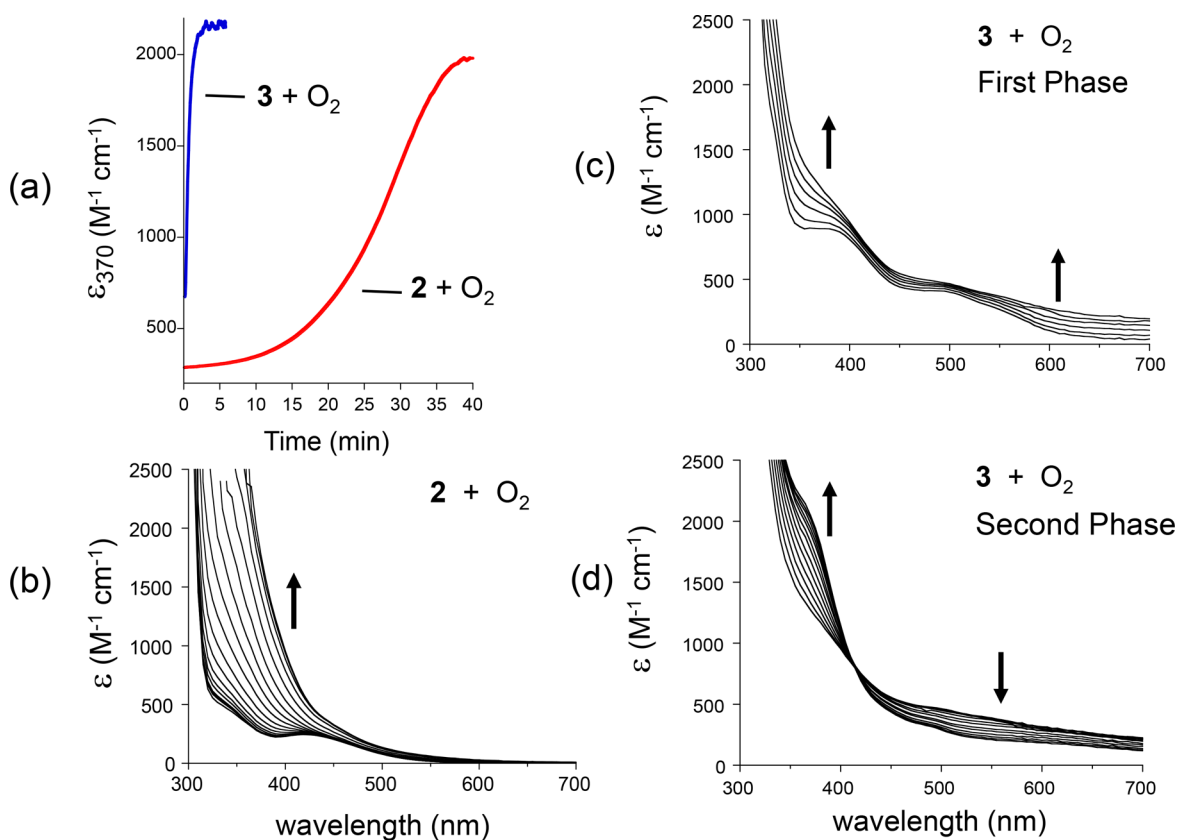 (a)
ε370 (M-1 cm-1)
2000
1500
1000
500
3 + O2
2 + O2
0 5 10 15 20 25 30 35 40
Time (min)
(b)
ε (M-1 cm-1)
2500
2000
1500
1000
500
0
2 + O2
300 400 500 600 700
wavelength (nm)
(c)
ε (M-1 cm-1)
2500
2000
1500
1000
500
0
3 + O2
First Phase
300 400 500 600 700
(d)
ε (M-1 cm-1)
2500
2000
1500
1000
500
0
3 + O2
Second Phase
300 400 500 600 700
wavelength (nm)